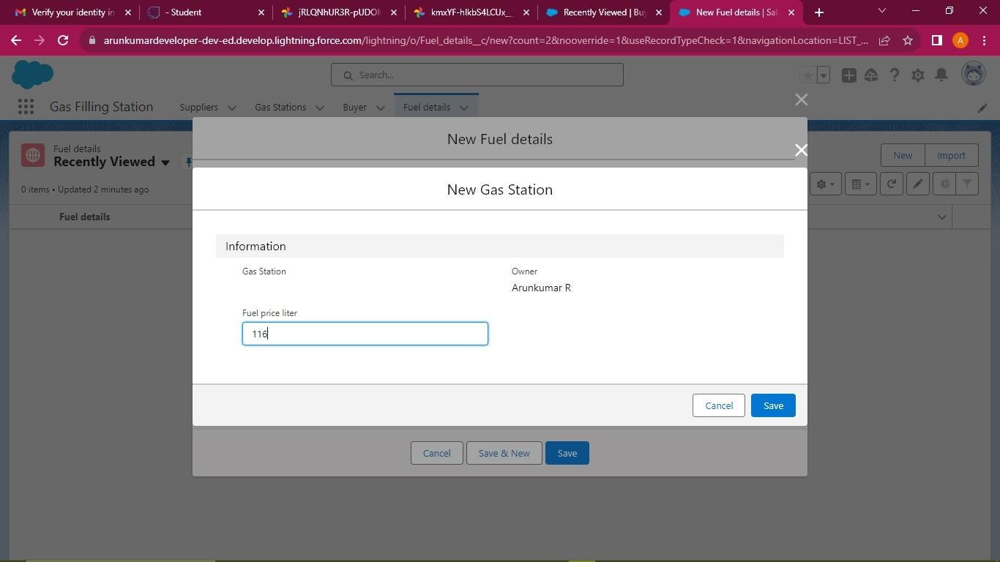 Verify your identity in
- Student
jRLQNhUR3R-pUDON
kmxYF-hIkbS4LCUx_
Recently Viewed | Buy
New Fuel details | Sal
arunkumardeveloper-dev-ed.develop.lightning.force.com/lightning/o/Fuel_details__c/new?count=2&nooverride=1&useRecordTypeCheck=1&navigationLocation=LIST_...
A
Search...
Gas Filling Station
Suppliers
Gas Stations
Buyer
Fuel details
New Fuel details
Fuel details
Recently Viewed
New
Import
0 items • Updated 2 minutes ago
Fuel details
New Gas Station
Information
Gas Station
Owner
Arunkumar R
Fuel price liter
116
Cancel
Save
Cancel
Save & New
Save